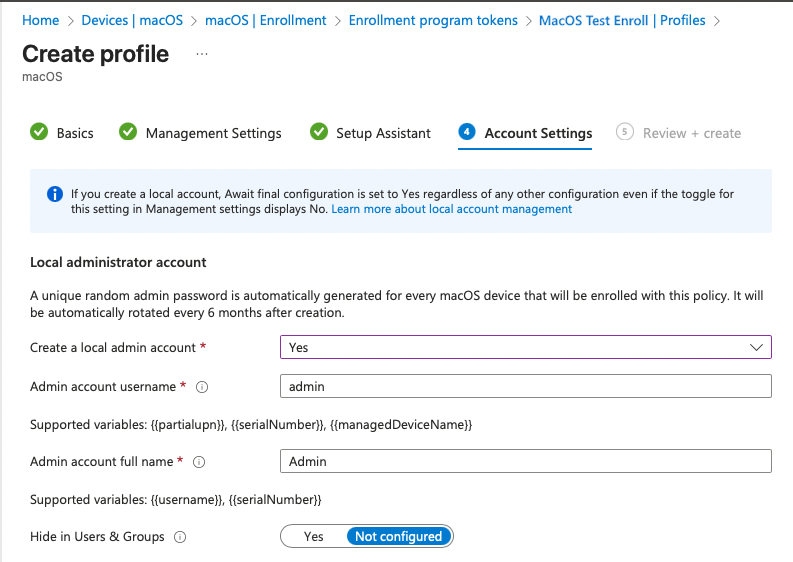 Home > Devices | macOS > macOS | Enrollment > Enrollment program tokens > MacOS Test Enroll | Profiles >
Create profile ...
macOS
Basics Management Settings Setup Assistant 4 Account Settings 5 Review + create
If you create a local account, Await final configuration is set to Yes regardless of any other configuration even if the toggle for
this setting in Management settings displays No. Learn more about local account management
Local administrator account
A unique random admin password is automatically generated for every macOS device that will be enrolled with this policy. It will
be automatically rotated every 6 months after creation.
Create a local admin account * Yes
Admin account username * admin
Supported variables: {{partialupn}}, {{serialNumber}}, {{managedDeviceName}}
Admin account full name * Admin
Supported variables: {{username}}, {{serialNumber}}
Hide in Users & Groups Yes Not configured